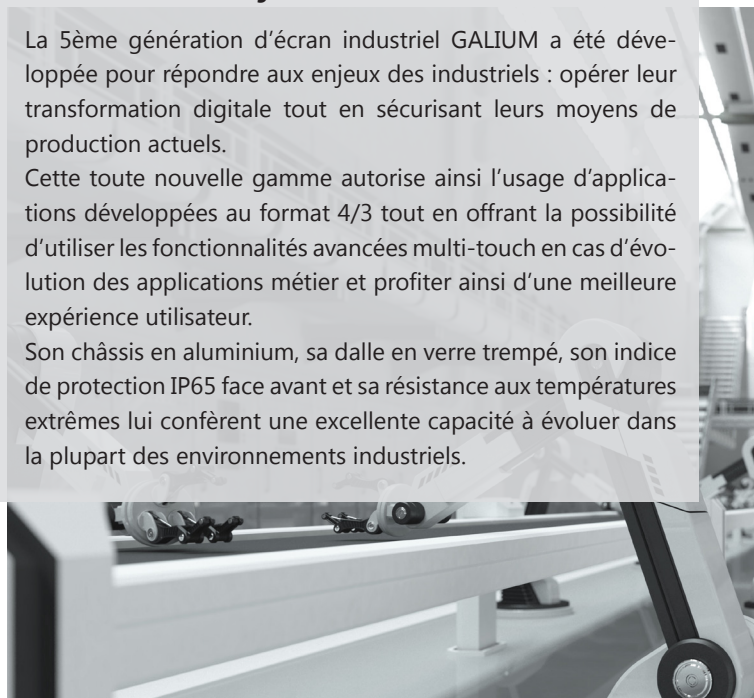 La 5ème génération d’écran industriel GALIUM a été déve-
loppée pour répondre aux enjeux des industriels : opérer leur
transformation digitale tout en sécurisant leurs moyens de
production actuels.
Cette toute nouvelle gamme autorise ainsi l’usage d’applica-
tions développées au format 4/3 tout en offrant la possibilité
d’utiliser les fonctionnalités avancées multi-touch en cas d’évo-
lution des applications métier et profiter ainsi d’une meilleure
expérience utilisateur.
Son châssis en aluminium, sa dalle en verre trempé, son indice
de protection IP65 face avant et sa résistance aux températures
extrêmes lui confèrent une excellente capacité à évoluer dans
la plupart des environnements industriels.